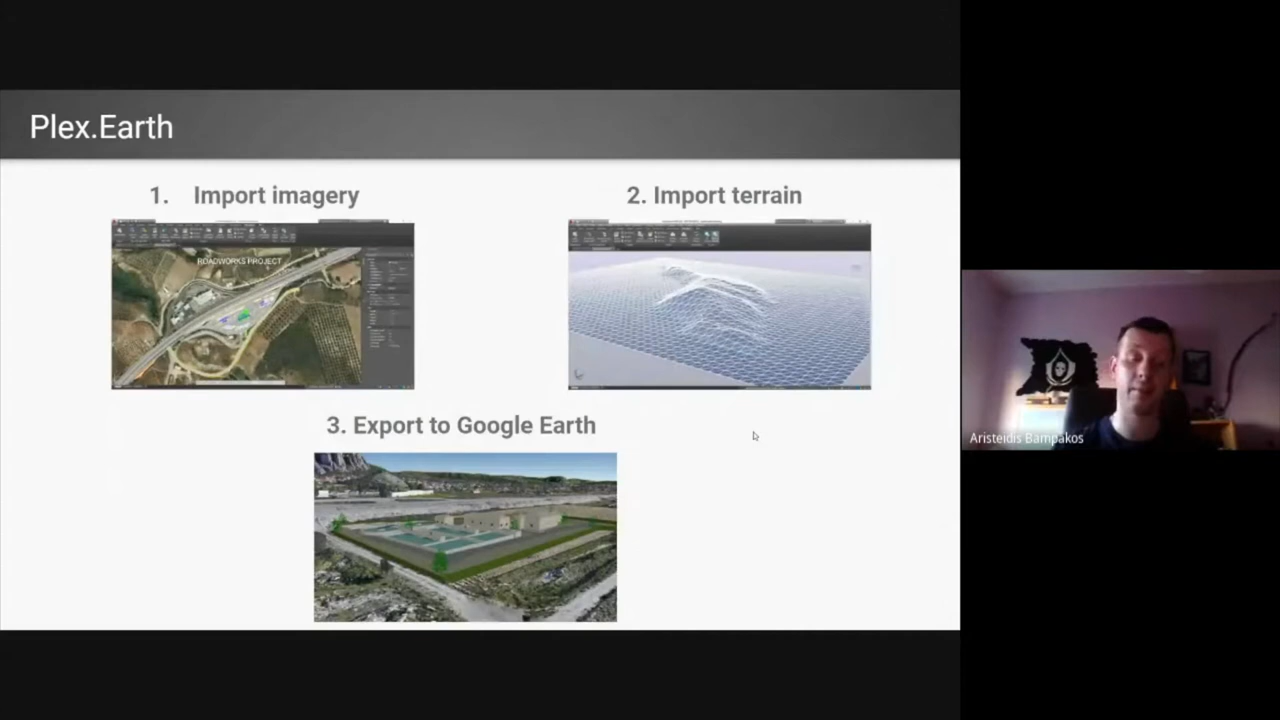 Plex.Earth
1. Import imagery
2. Import terrain
ROADWORKS PROJECT
3. Export to Google Earth
Aristeidis Bampakos